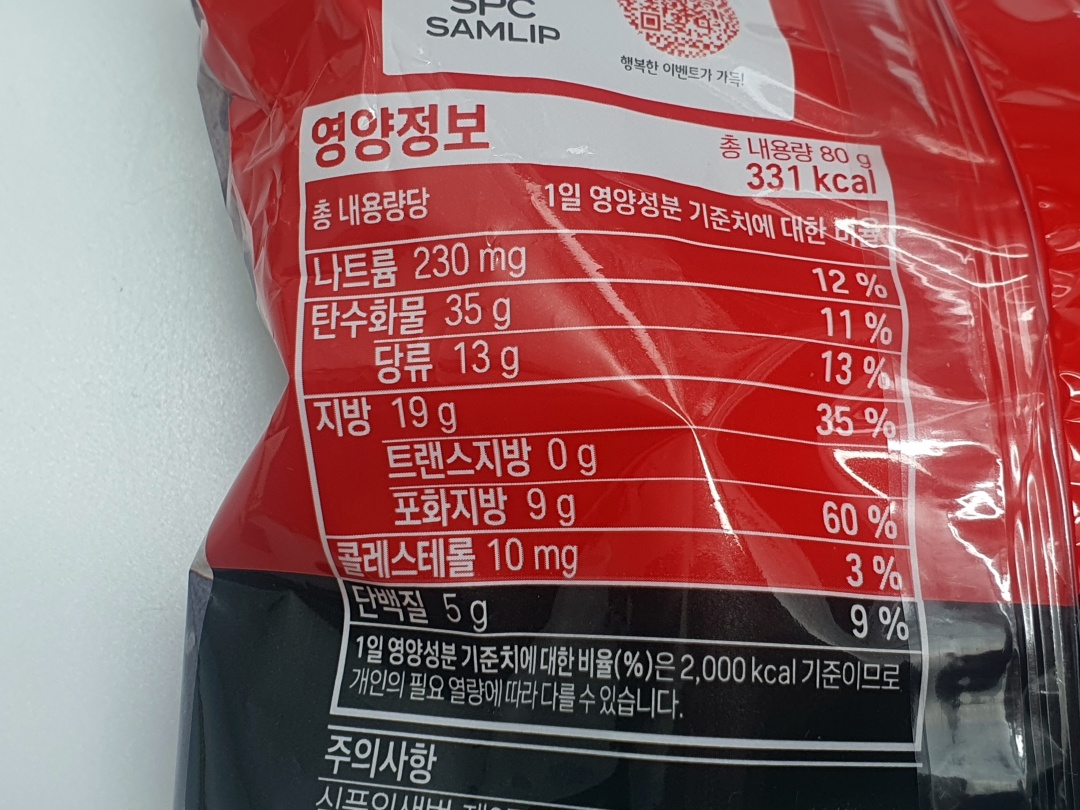 SPC
SAMLIP
행복한 이벤트가 가득!
영양정보
총 내용량 80 g
331 kcal
총 내용량당 1일 영양성분 기준치에 대한 비율
나트륨 230 mg 12 %
탄수화물 35 g 11 %
당류 13 g 13 %
지방 19 g 35 %
트랜스지방 0 g
포화지방 9 g 60 %
콜레스테롤 10 mg 3 %
단백질 5 g 9 %
1일 영양성분 기준치에 대한 비율(%)은 2,000 kcal 기준이므로
개인의 필요 열량에 따라 다를 수 있습니다.
주의사항